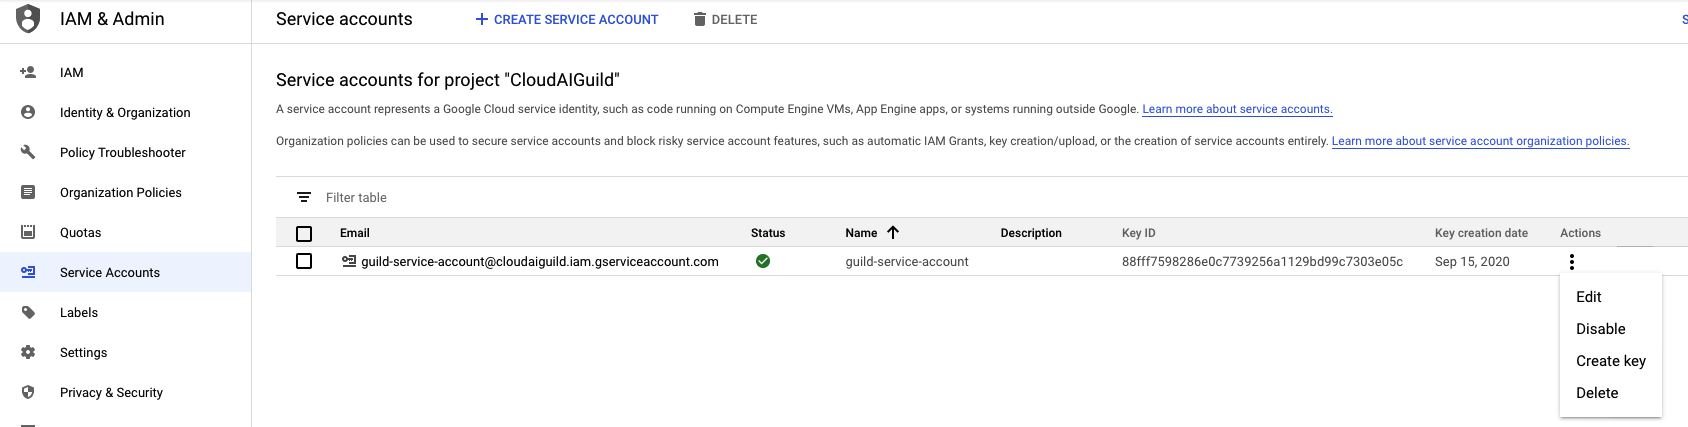 IAM & Admin
Service accounts
CREATE SERVICE ACCOUNT
DELETE
IAM
Identity & Organization
Policy Troubleshooter
Organization Policies
Quotas
Service Accounts
Labels
Settings
Privacy & Security
Service accounts for project "CloudAIGuild"
A service account represents a Google Cloud service identity, such as code running on Compute Engine VMs, App Engine apps, or systems running outside Google. Learn more about service accounts.
Organization policies can be used to secure service accounts and block risky service account features, such as automatic IAM Grants, key creation/upload, or the creation of service accounts entirely. Learn more about service account organization policies.
Filter table
Email Status Name Description Key ID Key creation date Actions
guild-service-account@cloudaiguild.iam.gserviceaccount.com guild-service-account 88fff7598286e0c7739256a1129bd99c7303e05c Sep 15, 2020
Edit
Disable
Create key
Delete